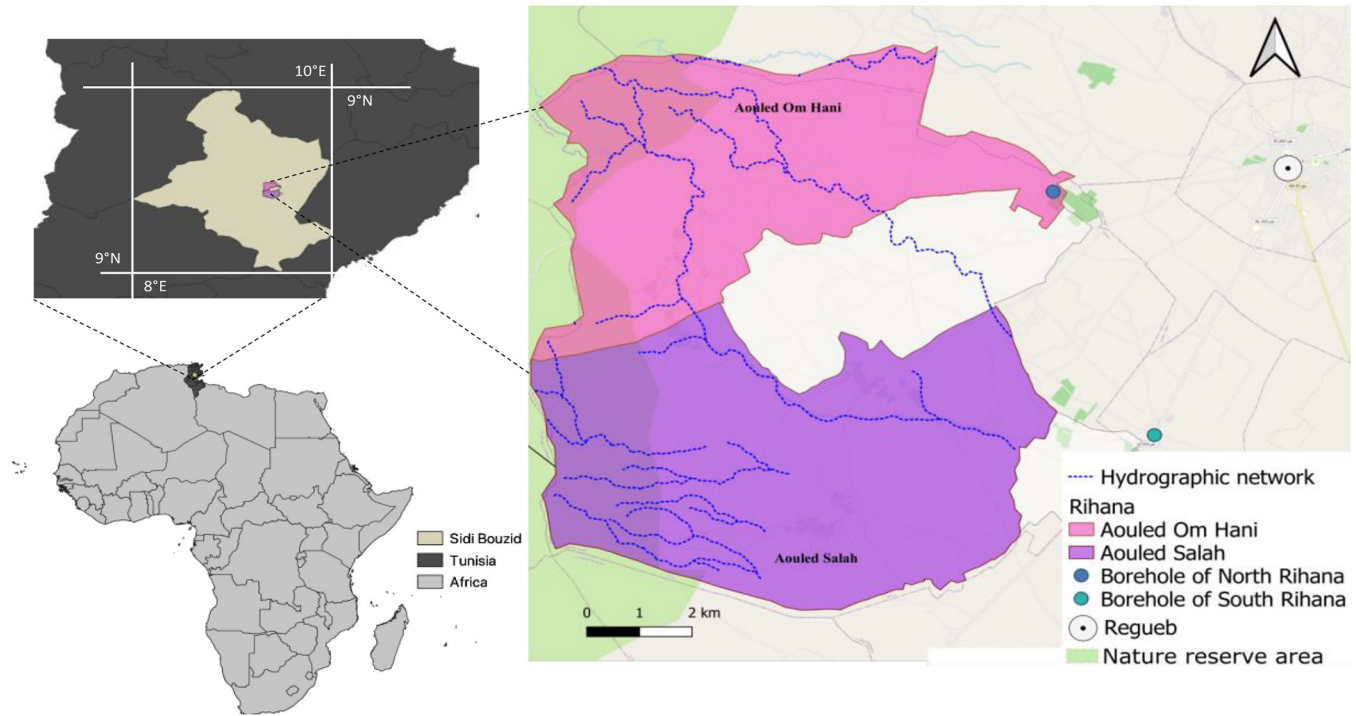 10°E
9°N
9°N
8°E
Sidi Bouzid
Tunisia
Africa
Aouled Om Hani
Aouled Salah
0 1 2 km
Hydrographic network
Rihana
Aouled Om Hani
Aouled Salah
Borehole of North Rihana
Borehole of South Rihana
Regueb
Nature reserve area